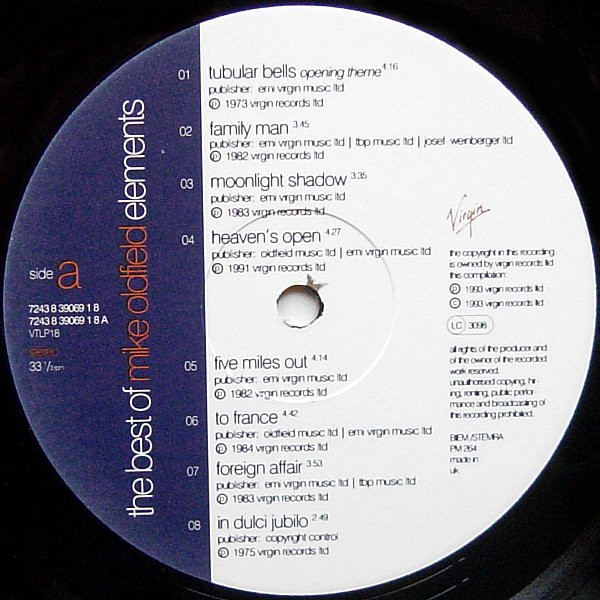 the best of mike oldfield elements
side a
7243 8 39069 1 8
7243 8 39069 1 8 A
VTLP18
stereo
33 1/3 rpm
01 tubular bells opening theme 4.16
publisher: emi virgin music ltd
℗ 1973 virgin records ltd
02 family man 3.45
publisher: emi virgin music ltd | tbp music ltd | josef weinberger ltd
℗ 1982 virgin records ltd
03 moonlight shadow 3.35
publisher: emi virgin music ltd
℗ 1983 virgin records ltd
04 heaven's open 4.27
publisher: oldfield music ltd | emi virgin music ltd
℗ 1991 virgin records ltd
05 five miles out 4.14
publisher: emi virgin music ltd
℗ 1982 virgin records ltd
06 to france 4.42
publisher: oldfield music ltd | emi virgin music ltd
℗ 1984 virgin records ltd
07 foreign affair 3.53
publisher: emi virgin music ltd | tbp music ltd
℗ 1983 virgin records ltd
08 in dulci jubilo 2.49
publisher: copyright control
℗ 1975 virgin records ltd
Virgin
the copyright in this recording
is owned by virgin records ltd
this compilation:
℗ 1993 virgin records ltd
© 1993 virgin records ltd
LC 3098
all rights of the producer and
of the owner of the recorded
work reserved.
unauthorised copying, hir
ing, renting, public perfor
mance and broadcasting of
this recording prohibited.
BIEM/STEMRA
PM 264
made in
uk